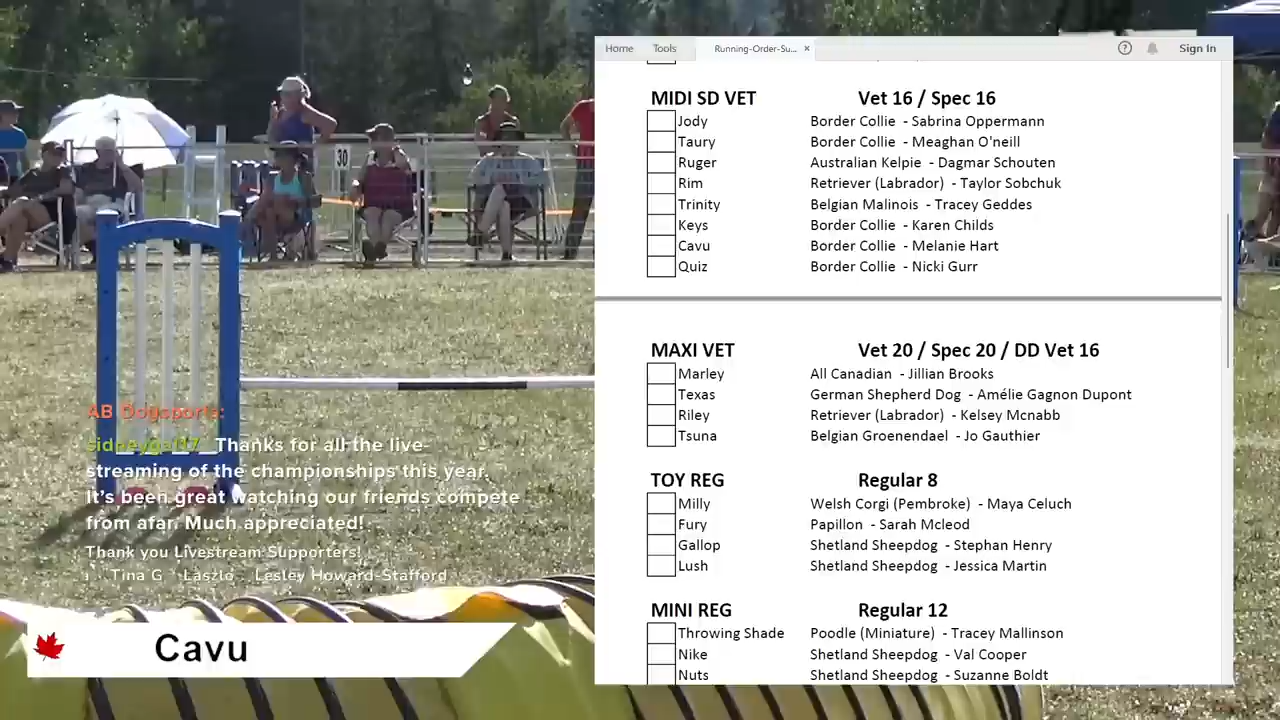 Home Tools Running-Order-Su... × ? Sign In
MIDI SD VET Vet 16 / Spec 16
Jody Border Collie - Sabrina Oppermann
Taury Border Collie - Meaghan O'neill
Ruger Australian Kelpie - Dagmar Schouten
Rim Retriever (Labrador) - Taylor Sobchuk
Trinity Belgian Malinois - Tracey Geddes
Keys Border Collie - Karen Childs
Cavu Border Collie - Melanie Hart
Quiz Border Collie - Nicki Gurr
MAXI VET Vet 20 / Spec 20 / DD Vet 16
Marley All Canadian - Jillian Brooks
Texas German Shepherd Dog - Amélie Gagnon Dupont
Riley Retriever (Labrador) - Kelsey Mcnabb
Tsuna Belgian Groenendael - Jo Gauthier
TOY REG Regular 8
Milly Welsh Corgi (Pembroke) - Maya Celuch
Fury Papillon - Sarah Mcleod
Gallop Shetland Sheepdog - Stephan Henry
Lush Shetland Sheepdog - Jessica Martin
MINI REG Regular 12
Throwing Shade Poodle (Miniature) - Tracey Mallinson
Nike Shetland Sheepdog - Val Cooper
Nuts Shetland Sheepdog - Suzanne Boldt
30
AB Dogsports:
Thanks for all the live-
streaming of the championships this year.
It's been great watching our friends compete
from afar. Much appreciated!
Thank you Livestream Supporters!
Tina G Laszlo Lesley Howard-Stafford
Cavu